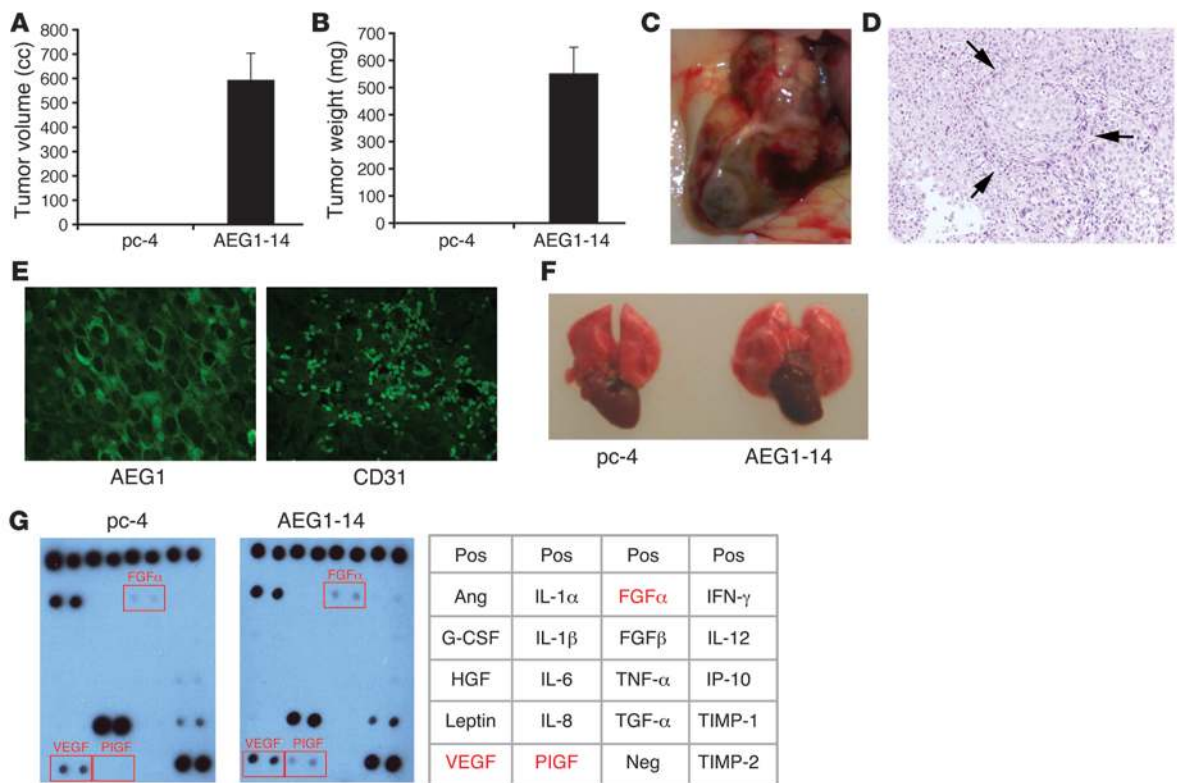 A
Tumor volume (cc)
800
700
600
500
400
300
200
100
0
pc-4 AEG1-14
B
Tumor weight (mg)
700
600
500
400
300
200
100
0
pc-4 AEG1-14
C
D
E
AEG1 CD31
F
pc-4 AEG1-14
G
pc-4 AEG1-14
FGFα
VEGF PIGF
FGFα
VEGF PIGF
Pos Pos Pos Pos
Ang IL-1α FGFα IFN-γ
G-CSF IL-1β FGFβ IL-12
HGF IL-6 TNF-α IP-10
Leptin IL-8 TGF-α TIMP-1
VEGF PIGF Neg TIMP-2